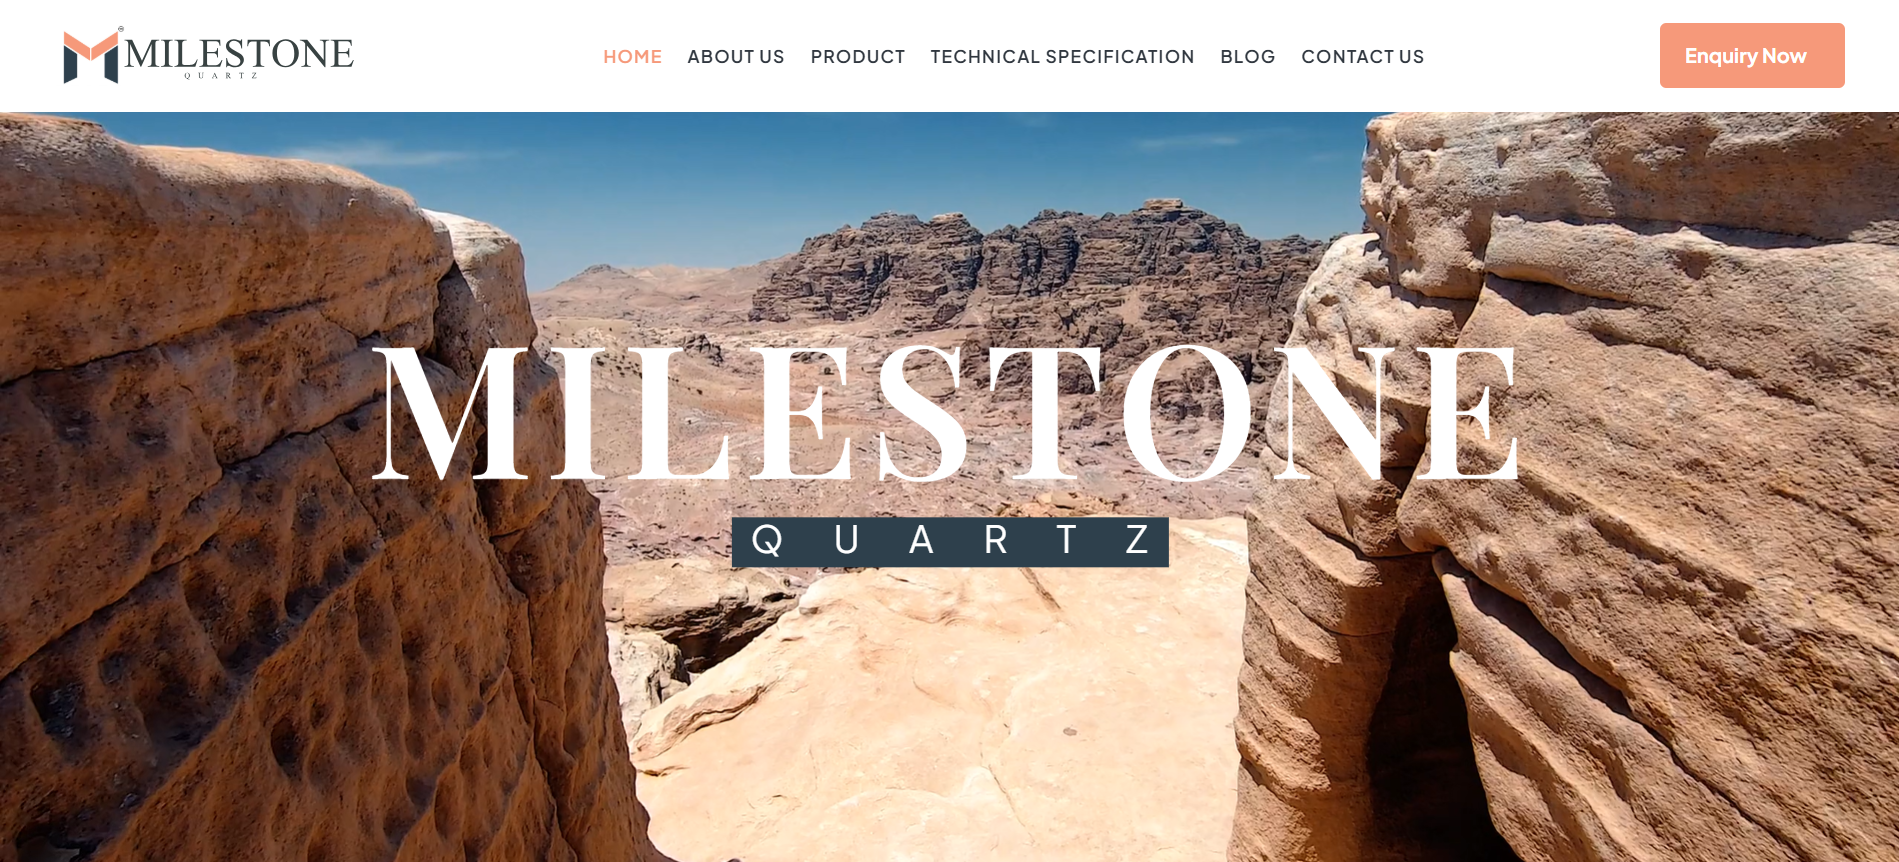 MILESTONE
QUARTZ
HOME ABOUT US PRODUCT TECHNICAL SPECIFICATION BLOG CONTACT US
Enquiry Now
MILESTONE
QUARTZ